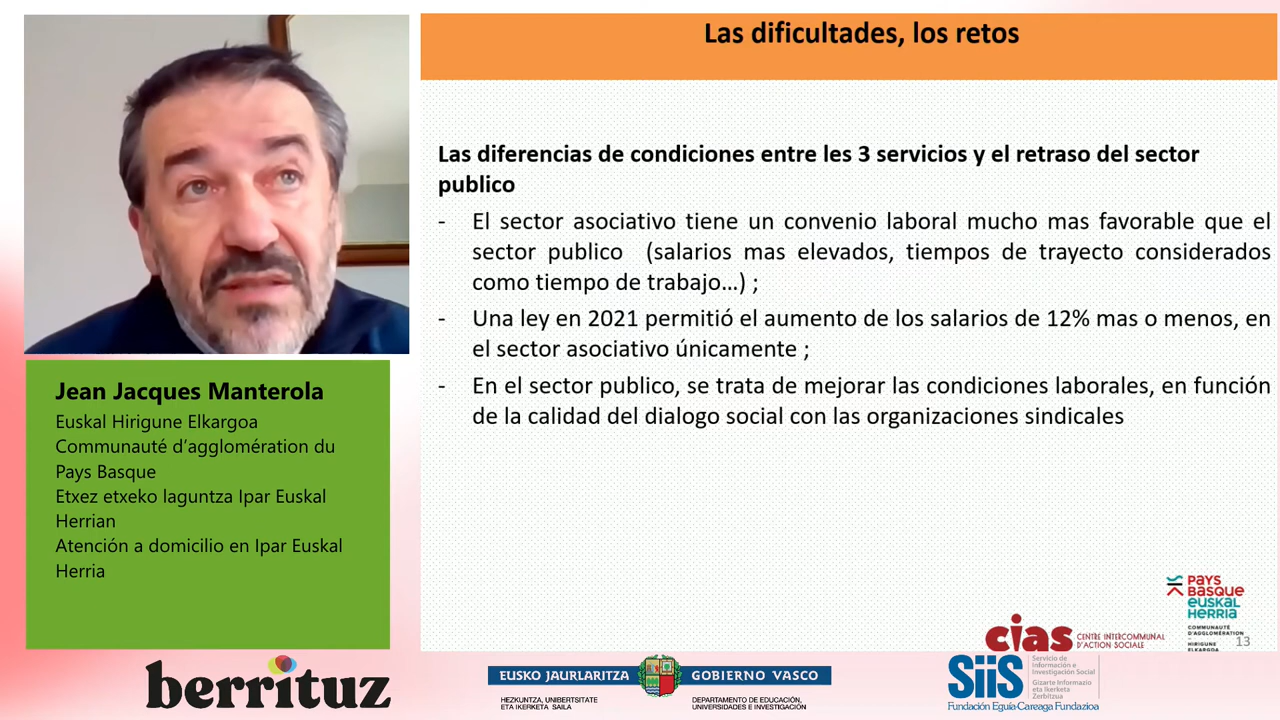 Las dificultades, los retos
Las diferencias de condiciones entre les 3 servicios y el retraso del sector
publico
- El sector asociativo tiene un convenio laboral mucho mas favorable que el
sector publico (salarios mas elevados, tiempos de trayecto considerados
como tiempo de trabajo…) ;
- Una ley en 2021 permitió el aumento de los salarios de 12% mas o menos, en
el sector asociativo únicamente ;
- En el sector publico, se trata de mejorar las condiciones laborales, en función
de la calidad del dialogo social con las organizaciones sindicales
Jean Jacques Manterola
Euskal Hirigune Elkargoa
Communauté d’agglomération du
Pays Basque
Etxez etxeko laguntza Ipar Euskal
Herrian
Atención a domicilio en Ipar Euskal
Herria
PAYS
BASQUE
euskal
HERRIA
COMMUNAUTÉ
D'AGGLOMÉRATION
-
HIRIGUNE
ELKARGOA
13
cias
CENTRE INTERCOMMUNAL
D'ACTION SOCIALE
berrituz
EUSKO JAURLARITZA
GOBIERNO VASCO
HEZKUNTZA, UNIBERTSITATE
ETA IKERKETA SAILA
DEPARTAMENTO DE EDUCACIÓN,
UNIVERSIDADES E INVESTIGACIÓN
SiiS
Servicio de
Información e
Investigación Social
Gizarte Informazio
eta Ikerketa
Zerbitzua
Fundación Eguía-Careaga Fundazioa